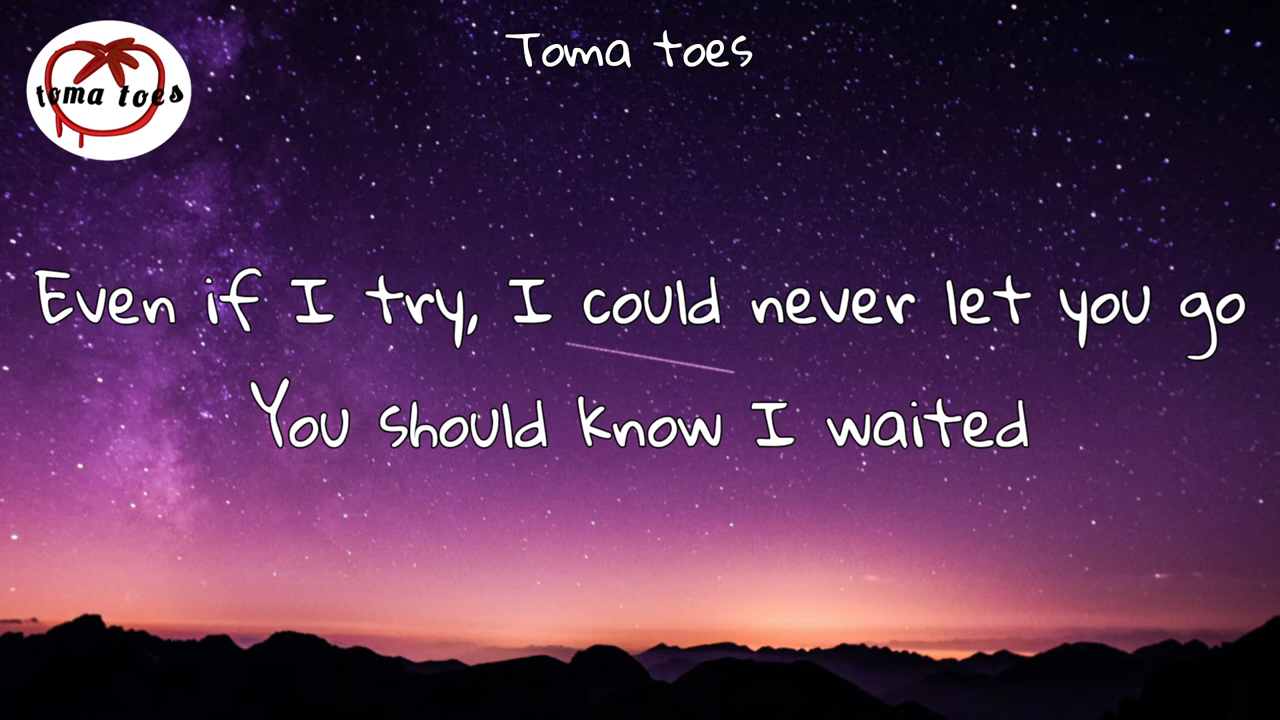 Toma toes
toma toes
Even if I try, I could never let you go
You should know I waited